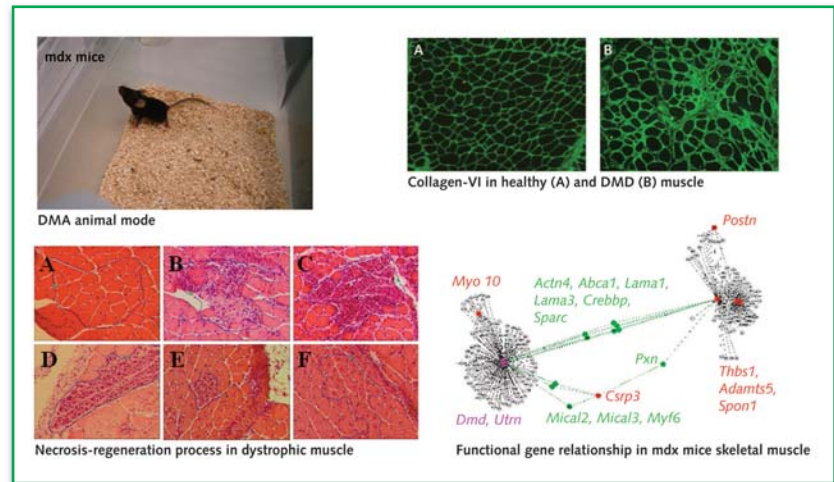 mdx mice
DMA animal mode
A
B
Collagen-VI in healthy (A) and DMD (B) muscle
A
B
C
D
E
F
Necrosis-regeneration process in dystrophic muscle
Postn
Myo 10
Actn4, Abca1, Lama1,
Lama3, Crebbp,
Sparc
Pxn
Thbs1,
Adamts5,
Spon1
Csrp3
Dmd, Utrn
Mical2, Mical3, Myf6
Functional gene relationship in mdx mice skeletal muscle